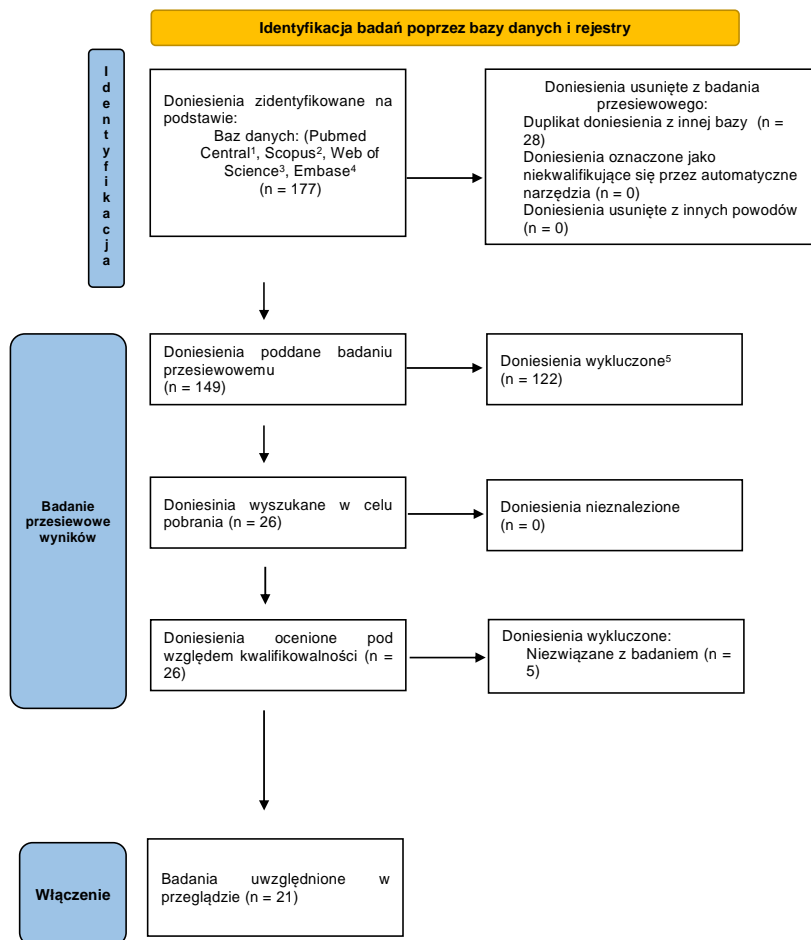 Identyfikacja badań poprzez bazy danych i rejestry
Identyfikacja
Doniesienia zidentyfikowane na
podstawie:
Baz danych: (Pubmed
Central¹, Scopus², Web of
Science³, Embase⁴
(n = 177)
Doniesienia usunięte z badania
przesiewowego:
Duplikat doniesienia z innej bazy (n =
28)
Doniesienia oznaczone jako
niekwalifikujące się przez automatyczne
narzędzia (n = 0)
Doniesienia usunięte z innych powodów
(n = 0)
Badanie
przesiewowe
wyników
Doniesienia poddane badaniu
przesiewowemu
(n = 149)
Doniesienia wykluczone⁵
(n = 122)
Doniesinia wyszukane w celu
pobrania (n = 26)
Doniesienia nieznalezione
(n = 0)
Doniesienia ocenione pod
względem kwalifikowalności (n =
26)
Doniesienia wykluczone:
Niezwiązane z badaniem (n =
5)
Włączenie
Badania uwzględnione w
przeglądzie (n = 21)